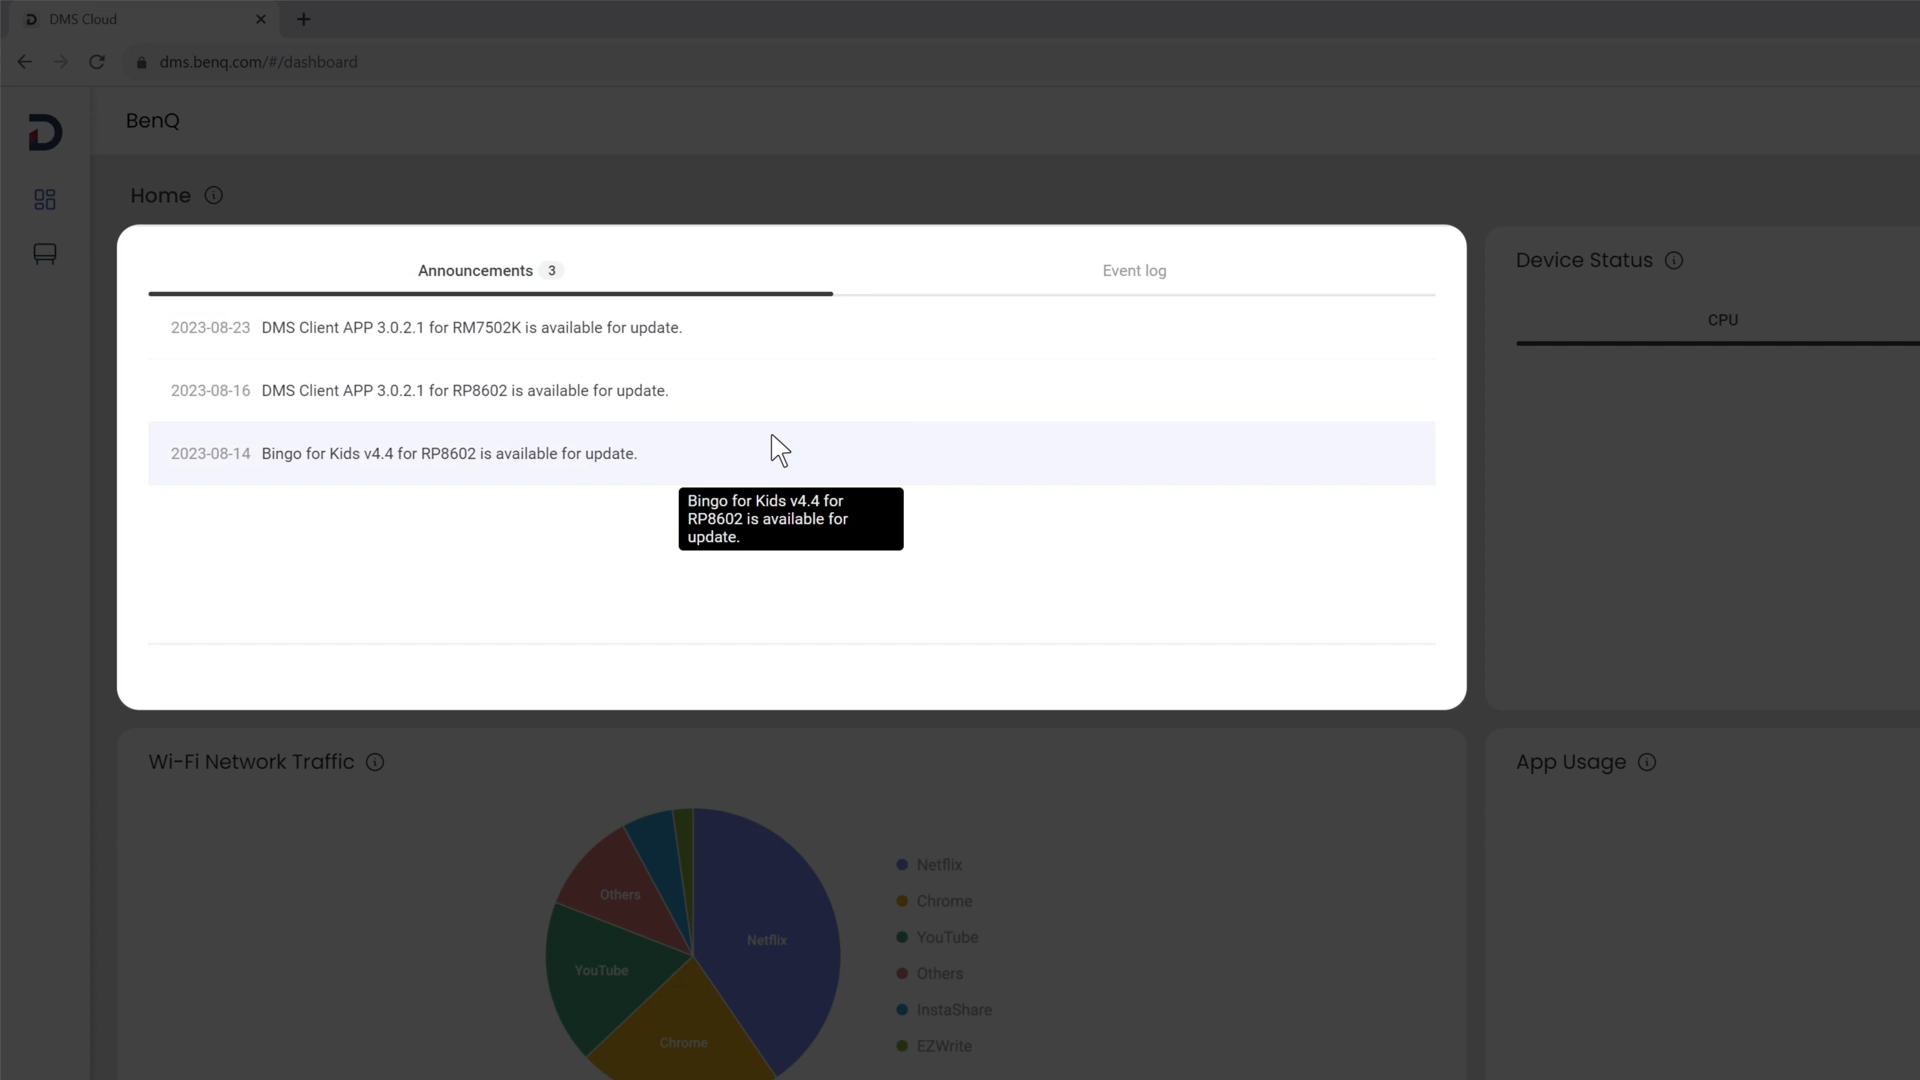 DMS Cloud
dms.benq.com/#/dashboard
BenQ
Home
Announcements 3
Event log
2023-08-23 DMS Client APP 3.0.2.1 for RM7502K is available for update.
2023-08-16 DMS Client APP 3.0.2.1 for RP8602 is available for update.
2023-08-14 Bingo for Kids v4.4 for RP8602 is available for update.
Bingo for Kids v4.4 for
RP8602 is available for
update.
Device Status
CPU
Wi-Fi Network Traffic
Others
Netflix
YouTube
Chrome
Netflix
Chrome
YouTube
Others
InstaShare
EZWrite
App Usage